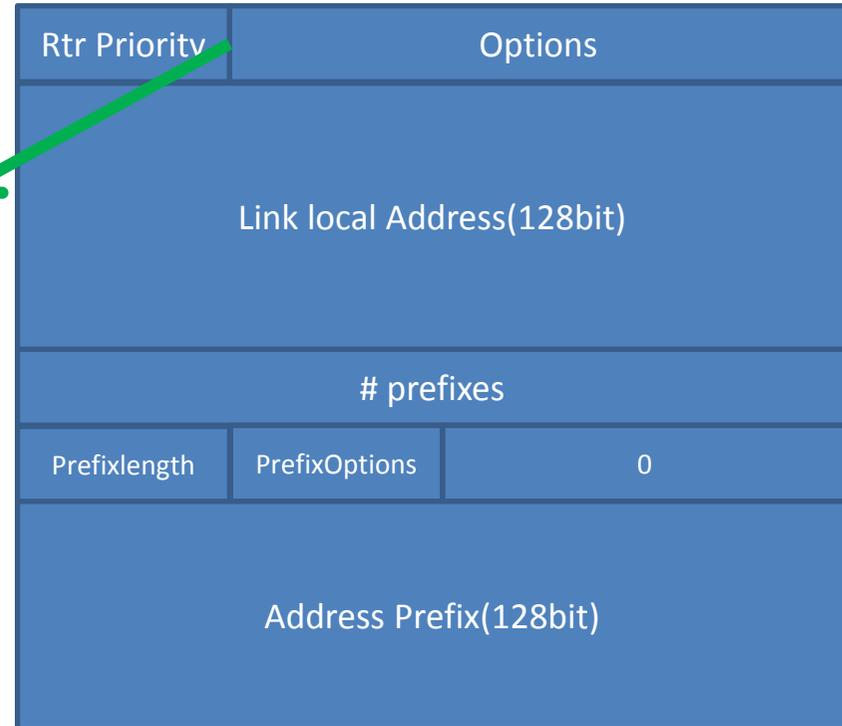 Rtr Priority Options
Link local Address(128bit)
# prefixes
Prefixlength PrefixOptions 0
Address Prefix(128bit)